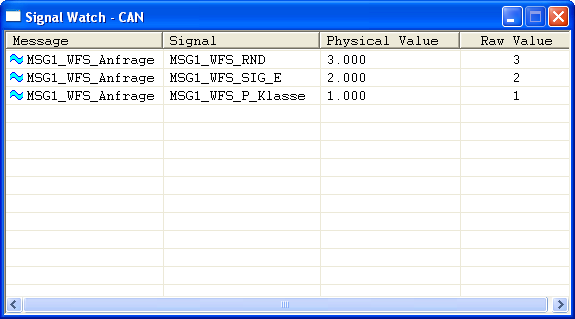 Signal Watch - CAN
Message Signal Physical Value Raw Value
MSG1_WFS_Anfrage MSG1_WFS_RND 3.000 3
MSG1_WFS_Anfrage MSG1_WFS_SIG_E 2.000 2
MSG1_WFS_Anfrage MSG1_WFS_P_Klasse 1.000 1